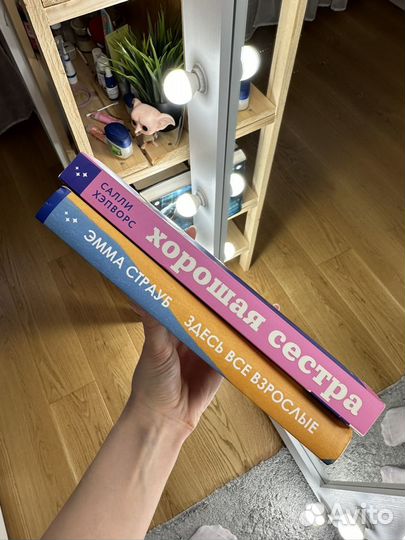 САЛЛИ
ХЭПВОРС
хорошая сестра
ЭММА СТРАУБ
ЗДЕСЬ ВСЕ ВЗРОСЛЫЕ
Avito